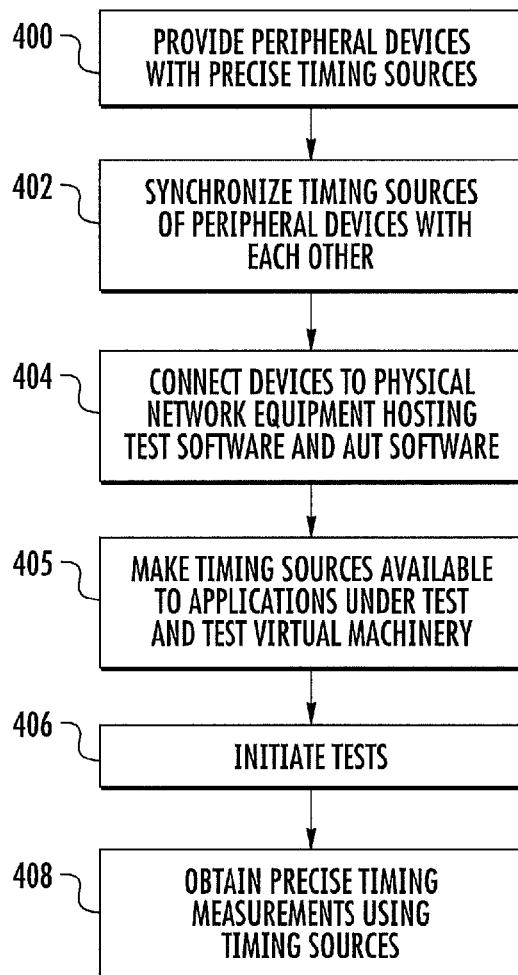 400
PROVIDE PERIPHERAL DEVICES
WITH PRECISE TIMING SOURCES
402
SYNCHRONIZE TIMING SOURCES
OF PERIPHERAL DEVICES WITH
EACH OTHER
404
CONNECT DEVICES TO PHYSICAL
NETWORK EQUIPMENT HOSTING
TEST SOFTWARE AND AUT SOFTWARE
405
MAKE TIMING SOURCES AVAILABLE
TO APPLICATIONS UNDER TEST
AND TEST VIRTUAL MACHINERY
406
INITIATE TESTS
408
OBTAIN PRECISE TIMING
MEASUREMENTS USING
TIMING SOURCES